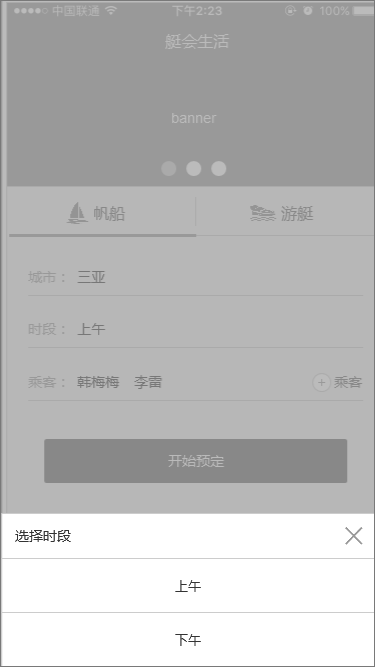 中国联通 下午2:23 100%
艇会生活
banner
帆船 游艇
城市： 三亚
时段： 上午
乘客： 韩梅梅 李雷 + 乘客
开始预定
选择时段
上午
下午